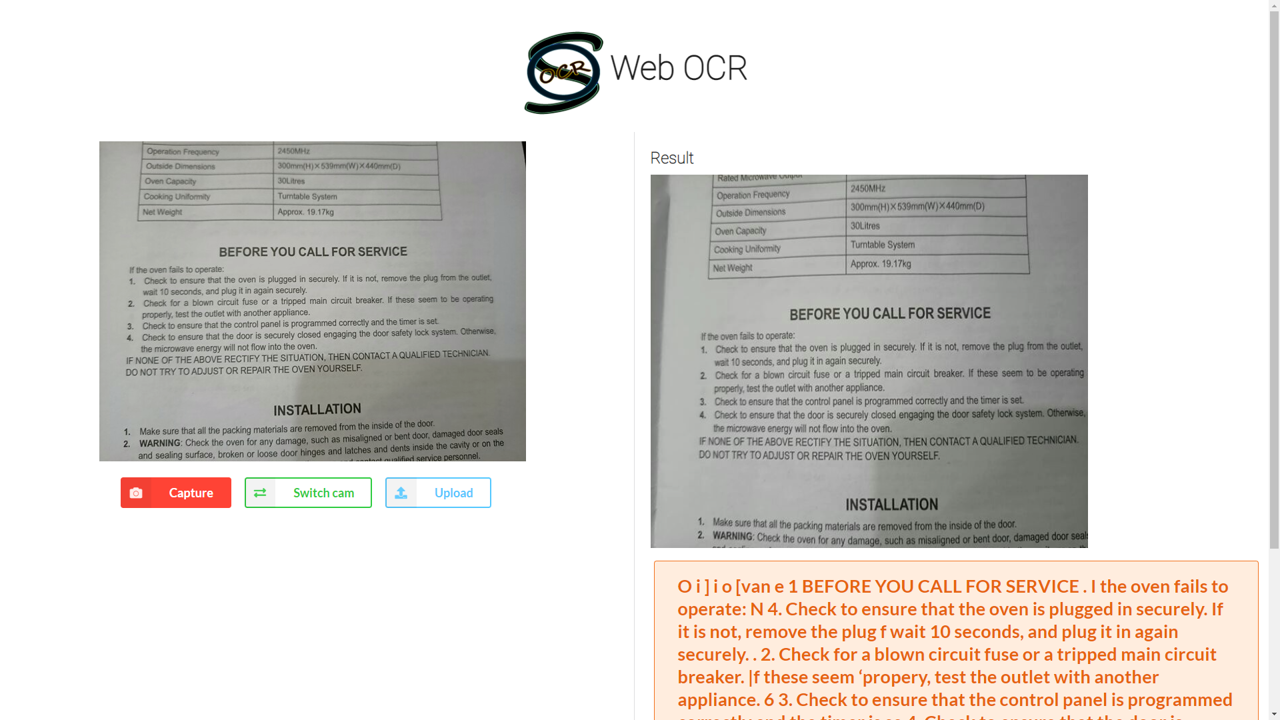 OCR
Web OCR
Operation Frequency 2450MHz
Outside Dimensions 300mm(H)×539mm(W)×440mm(D)
Oven Capacity 30Litres
Cooking Uniformity Turntable System
Net Weight Approx. 19.17kg
BEFORE YOU CALL FOR SERVICE
If the oven fails to operate:
1. Check to ensure that the oven is plugged in securely. If it is not, remove the plug from the outlet,
wait 10 seconds, and plug it in again securely.
2. Check for a blown circuit fuse or a tripped main circuit breaker. If these seem to be operating
properly, test the outlet with another appliance.
3. Check to ensure that the control panel is programmed correctly and the timer is set.
4. Check to ensure that the door is securely closed engaging the door safety lock system. Otherwise,
the microwave energy will not flow into the oven.
IF NONE OF THE ABOVE RECTIFY THE SITUATION, THEN CONTACT A QUALIFIED TECHNICIAN.
DO NOT TRY TO ADJUST OR REPAIR THE OVEN YOURSELF.
INSTALLATION
1. Make sure that all the packing materials are removed from the inside of the door.
2. WARNING: Check the oven for any damage, such as misaligned or bent door, damaged door seals
and sealing surface, broken or loose door hinges and latches and dents inside the cavity or on the
contact qualified service personnel.
Capture
Switch cam
Upload
Result
Rated Microwave Output
Operation Frequency 2450MHz
Outside Dimensions 300mm(H)×539mm(W)×440mm(D)
Oven Capacity 30Litres
Cooking Uniformity Turntable System
Net Weight Approx. 19.17kg
BEFORE YOU CALL FOR SERVICE
If the oven fails to operate:
1. Check to ensure that the oven is plugged in securely. If it is not, remove the plug from the outlet,
wait 10 seconds, and plug it in again securely.
2. Check for a blown circuit fuse or a tripped main circuit breaker. If these seem to be operating
properly, test the outlet with another appliance.
3. Check to ensure that the control panel is programmed correctly and the timer is set.
4. Check to ensure that the door is securely closed engaging the door safety lock system. Otherwise,
the microwave energy will not flow into the oven.
IF NONE OF THE ABOVE RECTIFY THE SITUATION, THEN CONTACT A QUALIFIED TECHNICIAN.
DO NOT TRY TO ADJUST OR REPAIR THE OVEN YOURSELF.
INSTALLATION
1. Make sure that all the packing materials are removed from the inside of the door.
2. WARNING: Check the oven for any damage, such as misaligned or bent door, damaged door seals
O i ] i o [van e 1 BEFORE YOU CALL FOR SERVICE . I the oven fails to
operate: N 4. Check to ensure that the oven is plugged in securely. If
it is not, remove the plug f wait 10 seconds, and plug it in again
securely. . 2. Check for a blown circuit fuse or a tripped main circuit
breaker. |f these seem ‘propery, test the outlet with another
appliance. 6 3. Check to ensure that the control panel is programmed